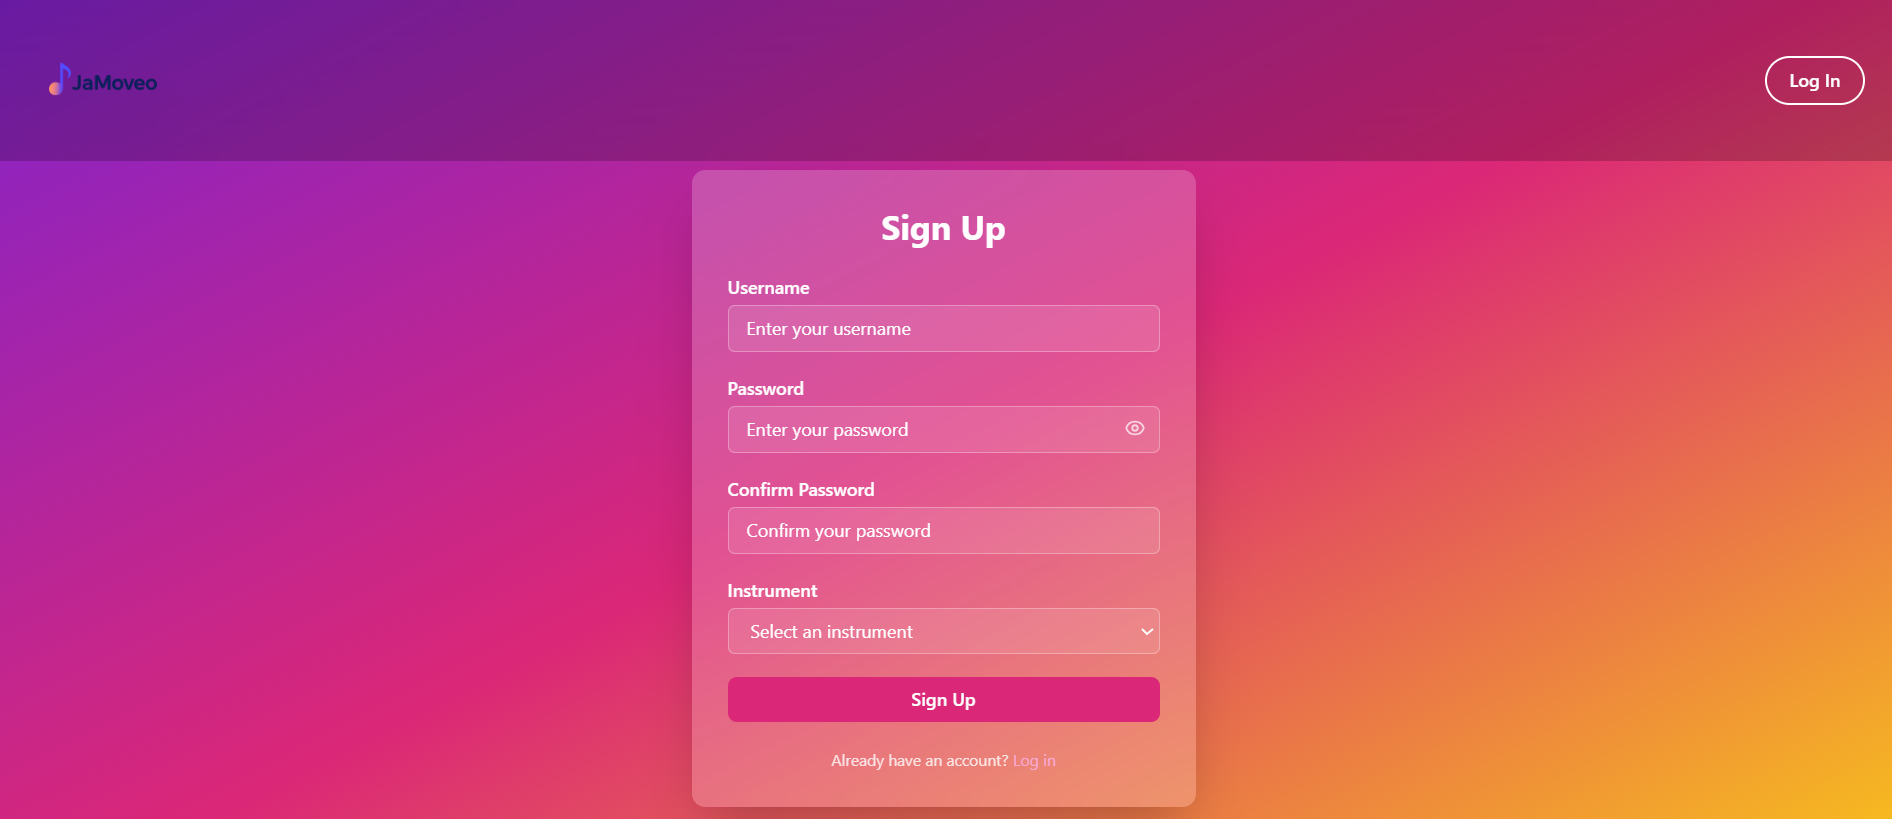 JaMoveo
Log In
Sign Up
Username
Enter your username
Password
Enter your password
Confirm Password
Confirm your password
Instrument
Select an instrument
Sign Up
Already have an account? Log in